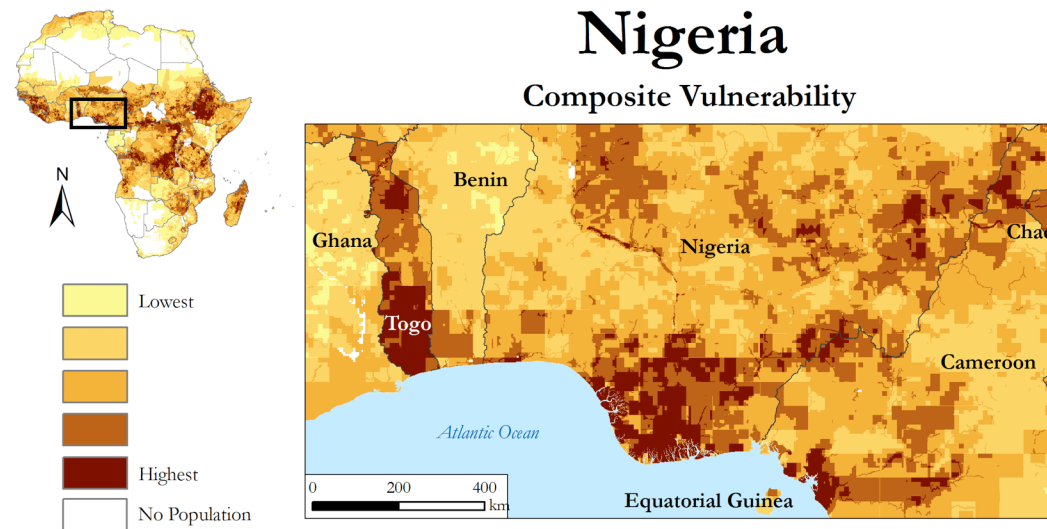 Nigeria
Composite Vulnerability
N
Benin
Ghana
Nigeria
Chad
Togo
Cameroon
Atlantic Ocean
Equatorial Guinea
0 200 400
km
Lowest
Highest
No Population